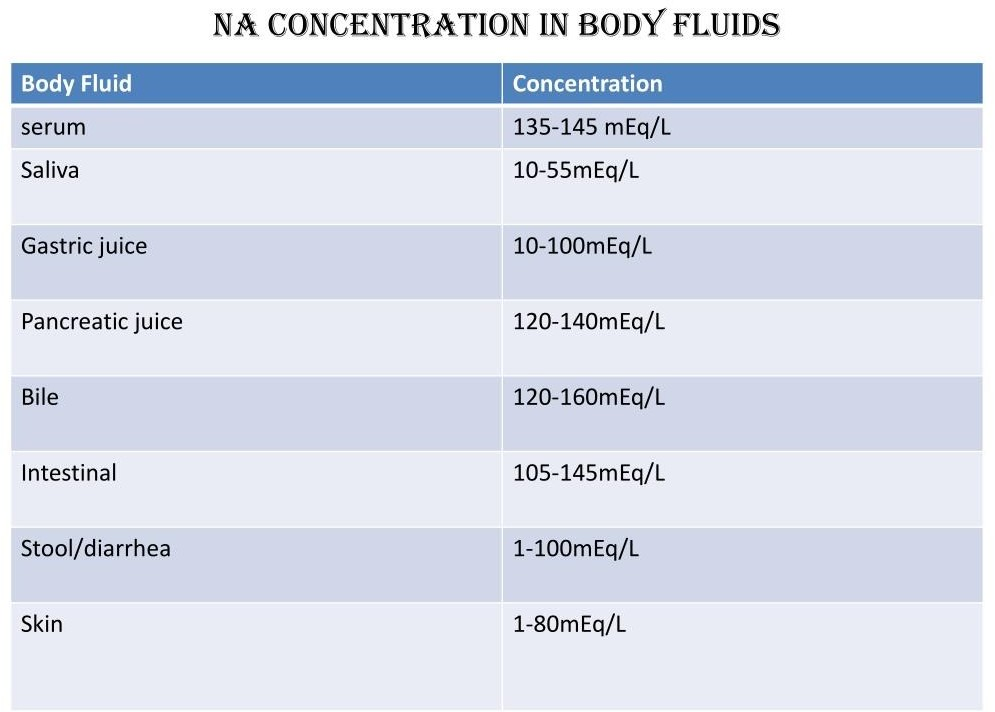 NA CONCENTRATION IN BODY FLUIDS
Body Fluid Concentration
serum 135-145 mEq/L
Saliva 10-55mEq/L
Gastric juice 10-100mEq/L
Pancreatic juice 120-140mEq/L
Bile 120-160mEq/L
Intestinal 105-145mEq/L
Stool/diarrhea 1-100mEq/L
Skin 1-80mEq/L